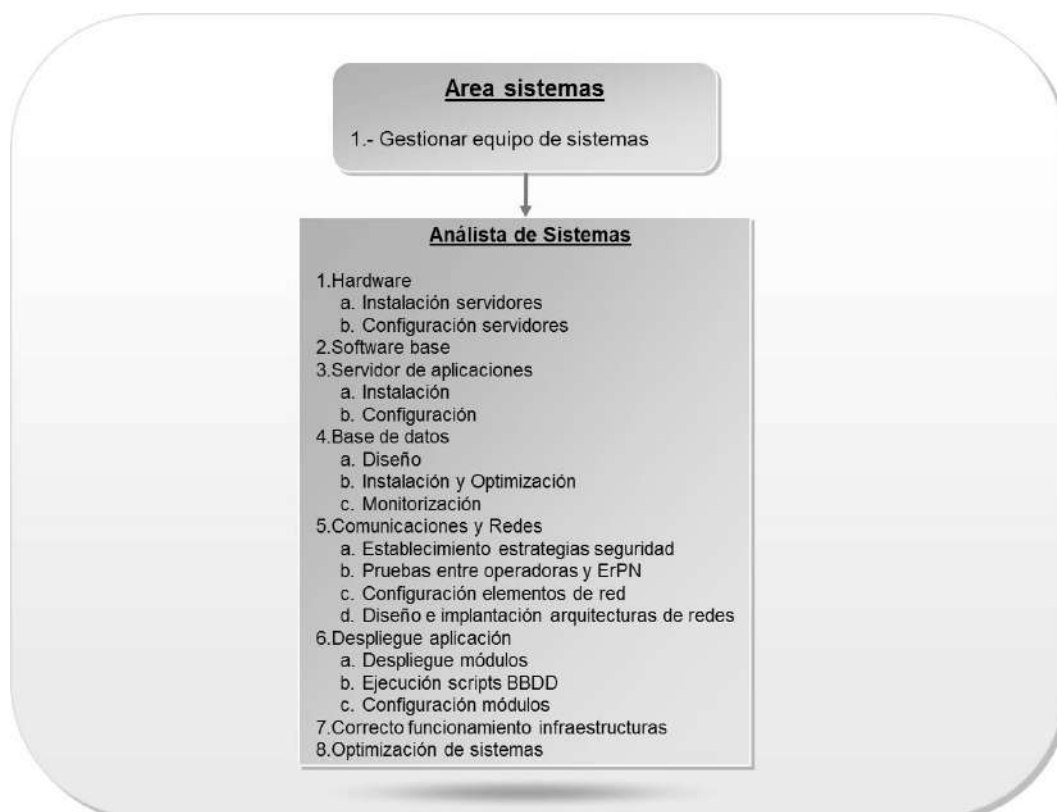 Area sistemas
1.- Gestionar equipo de sistemas
Análista de Sistemas
1.Hardware
a. Instalación servidores
b. Configuración servidores
2.Software base
3.Servidor de aplicaciones
a. Instalación
b. Configuración
4.Base de datos
a. Diseño
b. Instalación y Optimización
c. Monitorización
5.Comunicaciones y Redes
a. Establecimiento estrategias seguridad
b. Pruebas entre operadoras y ErPN
c. Configuración elementos de red
d. Diseño e implantación arquitecturas de redes
6.Despliegue aplicación
a. Despliegue módulos
b. Ejecución scripts BBDD
c. Configuración módulos
7.Correcto funcionamiento infraestructuras
8.Optimización de sistemas